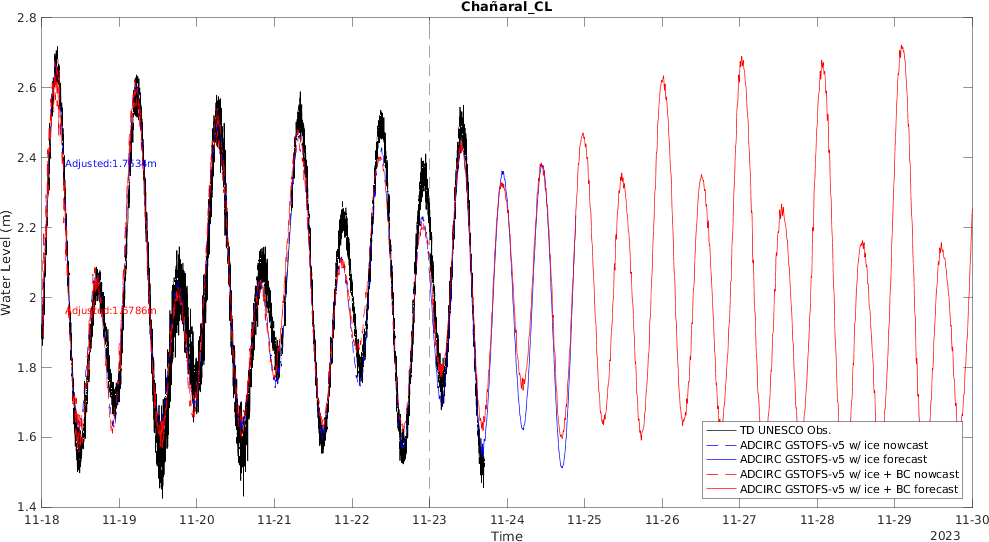 Chañaral_CL
2.8
2.6
2.4
2.2
2
1.8
1.6
1.4
Water Level (m)
Adjusted:1.7634m
Adjusted:1.6786m
TD UNESCO Obs.
ADCIRC GSTOFS-v5 w/ ice nowcast
ADCIRC GSTOFS-v5 w/ ice forecast
ADCIRC GSTOFS-v5 w/ ice + BC nowcast
ADCIRC GSTOFS-v5 w/ ice + BC forecast
11-18 11-19 11-20 11-21 11-22 11-23 11-24 11-25 11-26 11-27 11-28 11-29 11-30
Time
2023